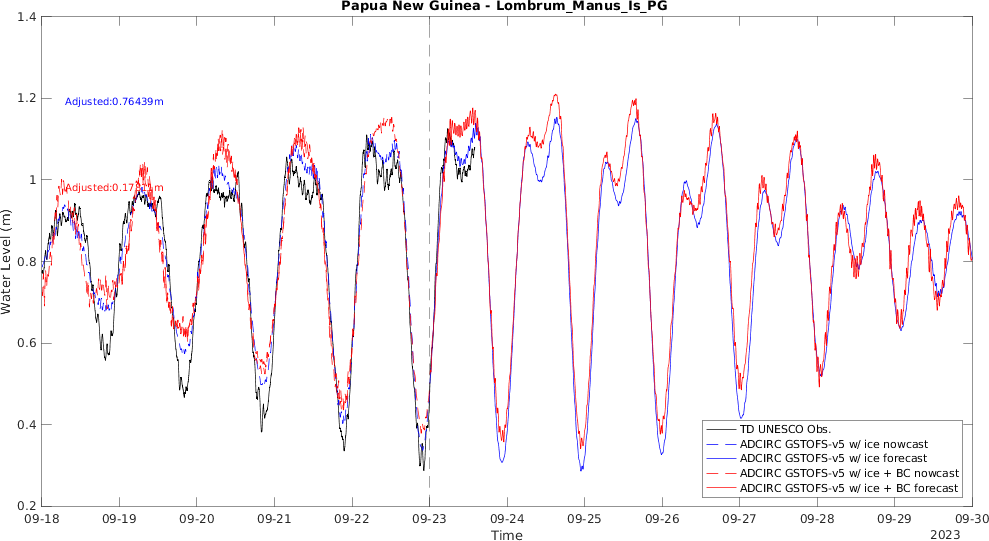 Papua New Guinea - Lombrum_Manus_Is_PG
1.4
1.2
1
0.8
0.6
0.4
0.2
Water Level (m)
Adjusted:0.76439m
TD UNESCO Obs.
ADCIRC GSTOFS-v5 w/ ice nowcast
ADCIRC GSTOFS-v5 w/ ice forecast
ADCIRC GSTOFS-v5 w/ ice + BC nowcast
ADCIRC GSTOFS-v5 w/ ice + BC forecast
09-18 09-19 09-20 09-21 09-22 09-23 09-24 09-25 09-26 09-27 09-28 09-29 09-30
Time
2023